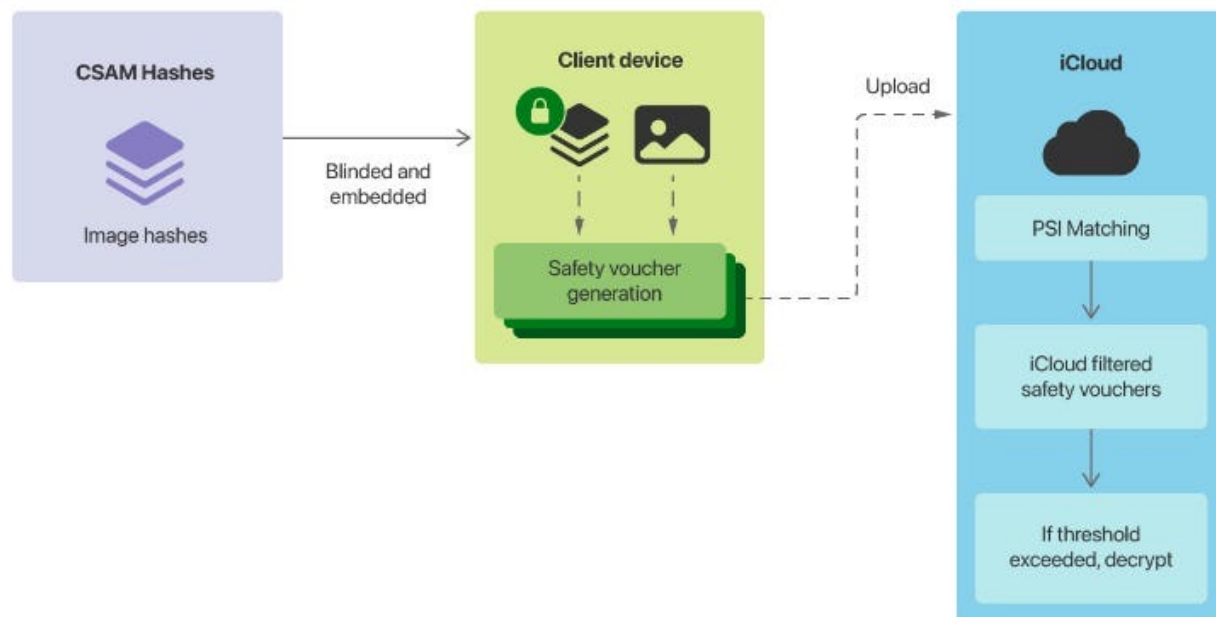 CSAM Hashes
Image hashes
Blinded and
embedded
Client device
Safety voucher
generation
Upload
iCloud
PSI Matching
iCloud filtered
safety vouchers
If threshold
exceeded, decrypt